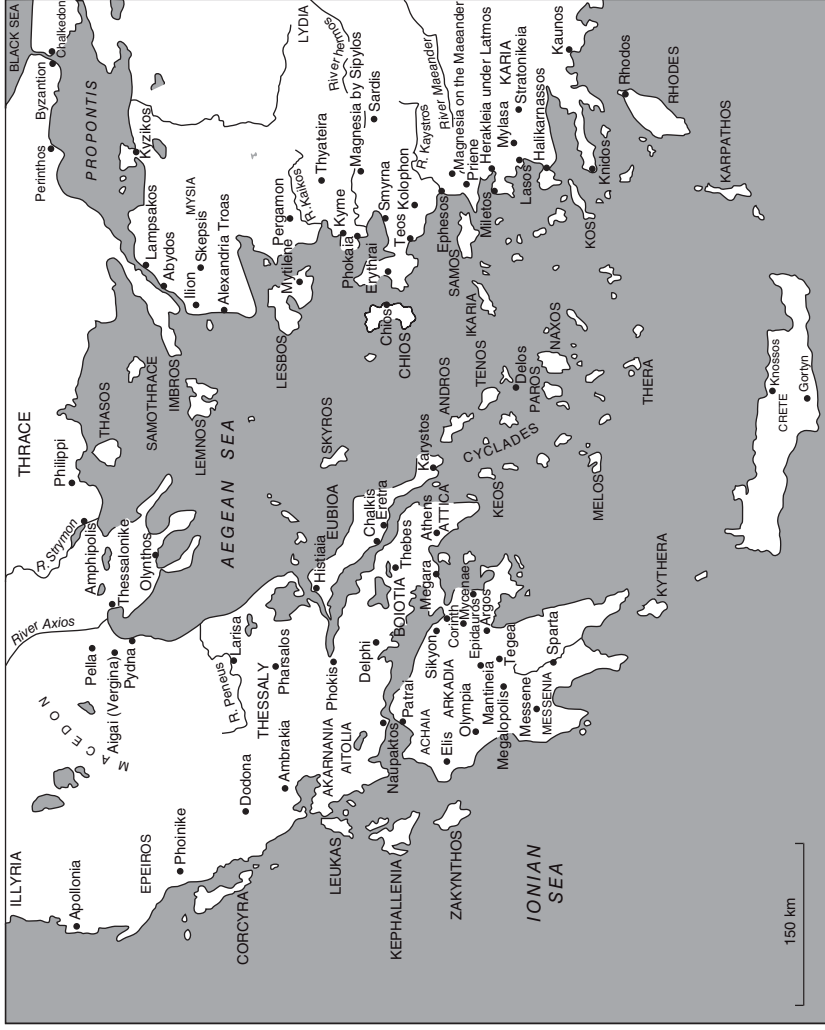 ILLYRIA
Apollonia
EPEIROS
Phoinike
CORCYRA
MACEDON
Pella
Aigai (Vergina)
Pydna
River Axios
R. Strymon
Amphipolis
Thessalonike
Olynthos
THRACE
Philippi
THASOS
SAMOTHRACE
IMBROS
LEMNOS
AEGEAN SEA
Perinthos
Byzantion
BLACK SEA
Chalkedon
PROPONTIS
Kyzikos
Lampsakos
Abydos
MYSIA
Ilion
Skepsis
Alexandria Troas
Dodona
R. Peneus
Larisa
THESSALY
Pharsalos
Ambrakia
AKARNANIA
AITOLIA
Phokis
Histiaia
EUBIOA
SKYROS
LESBOS
Mytilene
Pergamon
R. Kaikos
Thyateira
LYDIA
River Hermos
Magnesia by Sipylos
Sardis
Kyme
Phokaia
Smyrna
Erythrai
Teos
Kolophon
Chios
CHIOS
R. Kaystros
River Maeander
LEUKAS
KEPHALLENIA
ZAKYNTHOS
IONIAN
SEA
Delphi
Naupaktos
Patrai
BOIOTIA
Thebes
Chalkis
Eretra
Karystos
Athens
ATTICA
Megara
Sikyon
Corinth
Mycenae
Epidauros
Argos
ACHAIA
ARKADIA
Elis
Olympia
Mantineia
Tegea
Megalopolis
Messene
MESSENIA
Sparta
KYTHERA
ANDROS
TENOS
Delos
PAROS
NAXOS
CYCLADES
KEOS
MELOS
THERA
IKARIA
SAMOS
Ephesos
Magnesia on the Maeander
Priene
Miletos
Herakleia under Latmos
Mylasa
KARIA
Stratonikeia
Lasos
Halikarnassos
Kaunos
Knidos
KOS
Rhodos
RHODES
KARPATHOS
Knossos
CRETE
Gortyn
150 km